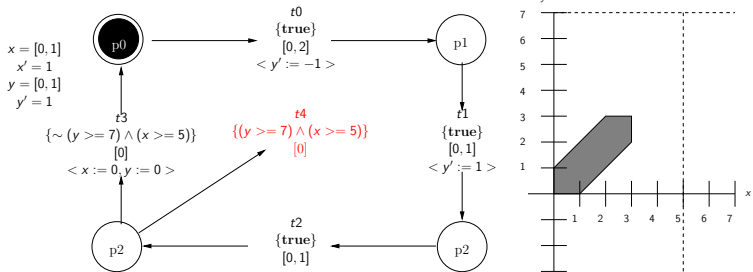 x = [0, 1]
x′ = 1
y = [0, 1]
y′ = 1
p0
t0
{true}
[0, 2]
< y′ := −1 >
p1
t3
{∼ (y >= 7) ∧ (x >= 5)}
[0]
< x := 0, y := 0 >
t4
{(y >= 7) ∧ (x >= 5)}
[0]
t1
{true}
[0, 1]
< y′ := 1 >
p2
t2
{true}
[0, 1]
p2
7
6
5
4
3
2
1
1 2 3 4 5 6 7
x